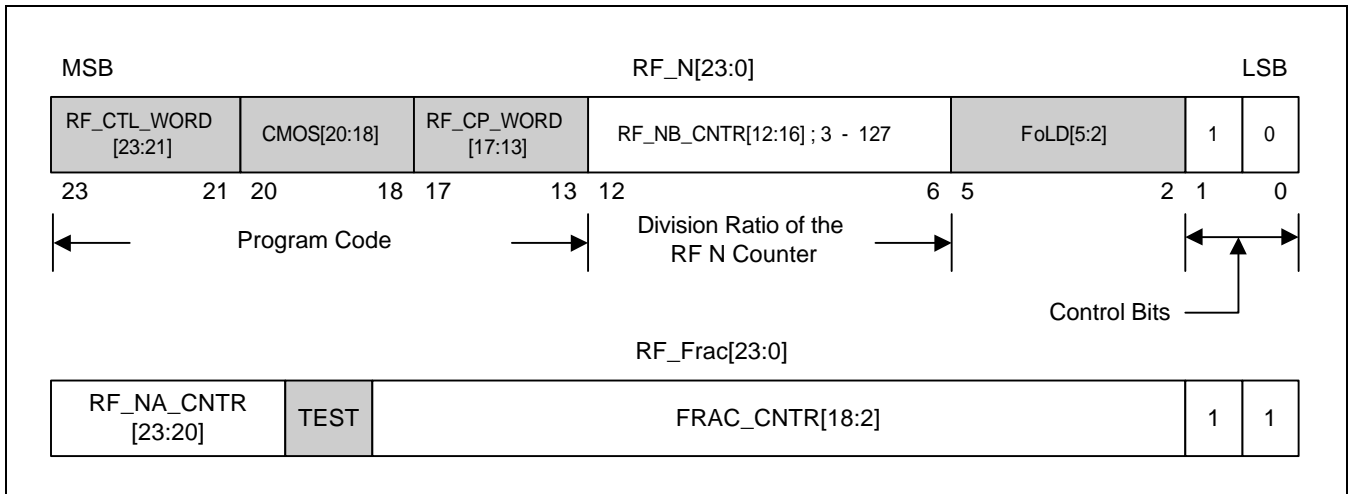 MSB RF_N[23:0] LSB
RF_CTL_WORD
[23:21]
CMOS[20:18]
RF_CP_WORD
[17:13]
RF_NB_CNTR[12:16] ; 3 - 127
FoLD[5:2]
1 0
23 21 20 18 17 13 12 6 5 2 1 0
Program Code
Division Ratio of the
RF N Counter
Control Bits
RF_Frac[23:0]
RF_NA_CNTR
[23:20]
TEST
FRAC_CNTR[18:2]
1 1